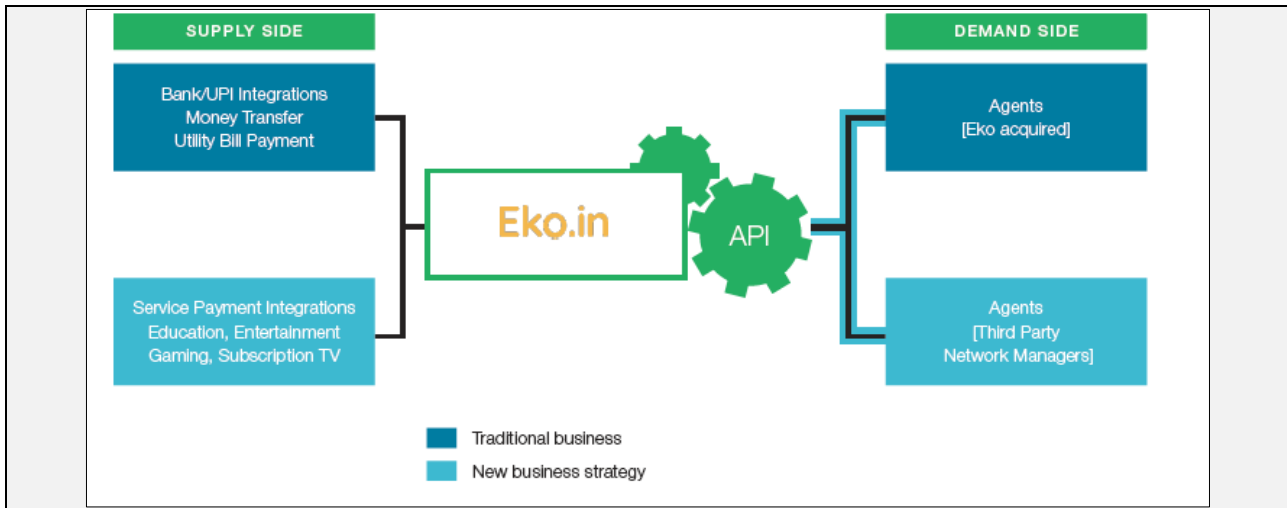 SUPPLY SIDE
Bank/UPI Integrations
Money Transfer
Utility Bill Payment
Service Payment Integrations
Education, Entertainment
Gaming, Subscription TV
Eko.in
API
DEMAND SIDE
Agents
[Eko acquired]
Agents
[Third Party
Network Managers]
Traditional business
New business strategy